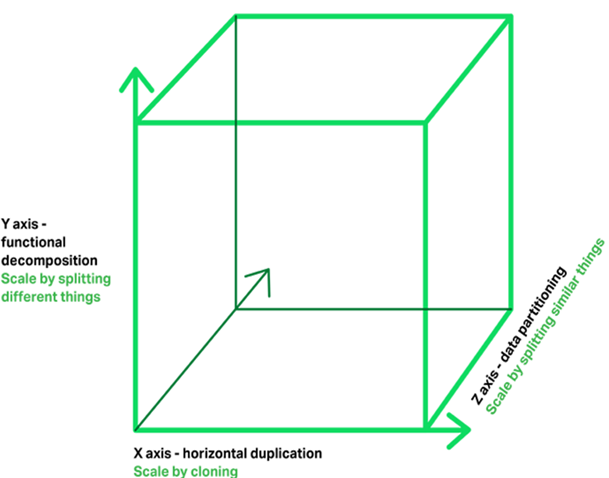 Y axis -
functional
decomposition
Scale by splitting
different things
Z axis - data partitioning
Scale by splitting similar things
X axis - horizontal duplication
Scale by cloning